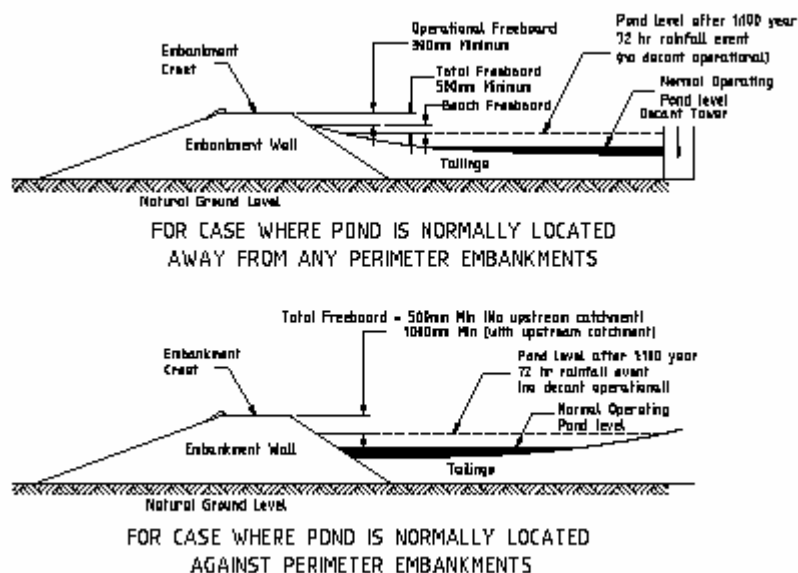 Operational Freeboard
300mm Minimum
Embankment
Crest
Total Freeboard
500mm Minimum
Beach Freeboard
Pond Level after 1:100 year
72 hr rainfall event
(no decant operational)
Normal Operating
Pond level
Decant Tower
Embankment Wall
Tailings
Natural Ground Level
FOR CASE WHERE POND IS NORMALLY LOCATED
AWAY FROM ANY PERIMETER EMBANKMENTS
Total Freeboard - 500mm Min (No upstream catchment)
1000mm Min (with upstream catchment)
Embankment
Crest
Pond Level after 1:100 year
72 hr rainfall event
(no decant operational)
Normal Operating
Pond level
Embankment Wall
Tailings
Natural Ground Level
FOR CASE WHERE POND IS NORMALLY LOCATED
AGAINST PERIMETER EMBANKMENTS